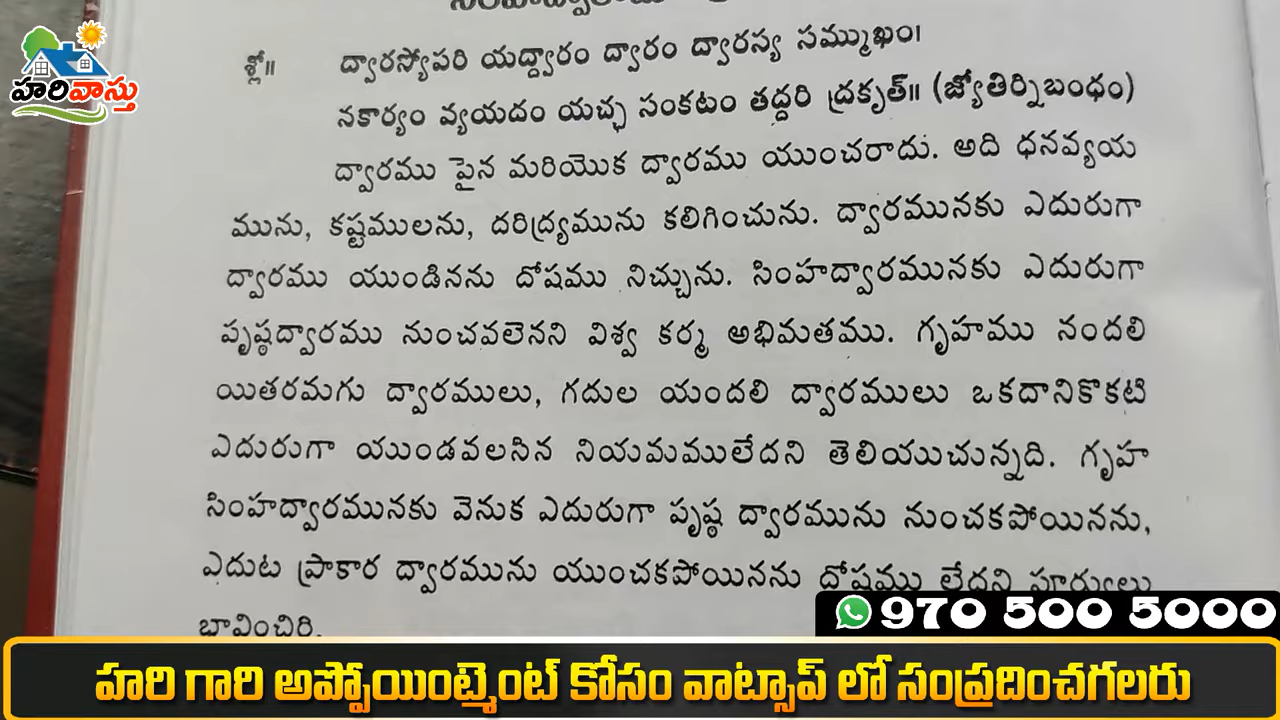 హరివాస్తు
శ్లో॥ ద్వారస్యోపరి యద్ద్వారం ద్వారం ద్వారస్య సమ్ముఖం।
నకార్యం వ్యయదం యచ్ఛ సంకటం తద్దరి ద్రకృత్॥ (జ్యోతిర్నిబంధం)
ద్వారము పైన మరియొక ద్వారము యుంచరాదు. అది ధనవ్యయ
మును, కష్టములను, దరిద్ర్యమును కలిగించును. ద్వారమునకు ఎదురుగా
ద్వారము యుండినను దోషము నిచ్చును. సింహద్వారమునకు ఎదురుగా
పృష్ఠద్వారము నుంచవలెనని విశ్వ కర్మ అభిమతము. గృహము నందలి
యితరమగు ద్వారములు, గదుల యందలి ద్వారములు ఒకదానికొకటి
ఎదురుగా యుండవలసిన నియమములేదని తెలియుచున్నది. గృహ
సింహద్వారమునకు వెనుక ఎదురుగా పృష్ఠ ద్వారమును నుంచకపోయినను,
ఎదుట ప్రాకార ద్వారమును యుంచకపోయినను దోషము లేదని పూర్వులు
భావించిరి.
970 500 5000
హరి గారి అప్పోయింట్మెంట్ కోసం వాట్సాప్ లో సంప్రదించగలరు